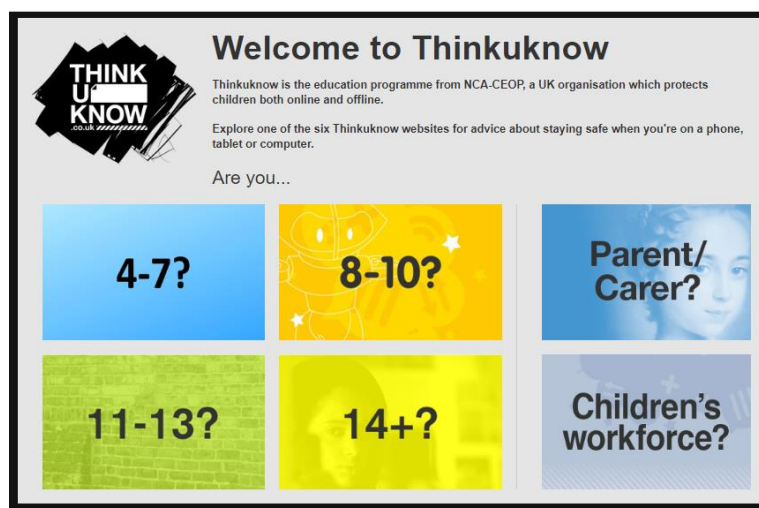 THINK
U
KNOW
.co.uk
Welcome to Thinkuknow
Thinkuknow is the education programme from NCA-CEOP, a UK organisation which protects
children both online and offline.
Explore one of the six Thinkuknow websites for advice about staying safe when you're on a phone,
tablet or computer.
Are you...
4-7?
8-10?
Parent/
Carer?
11-13?
14+?
Children's
workforce?